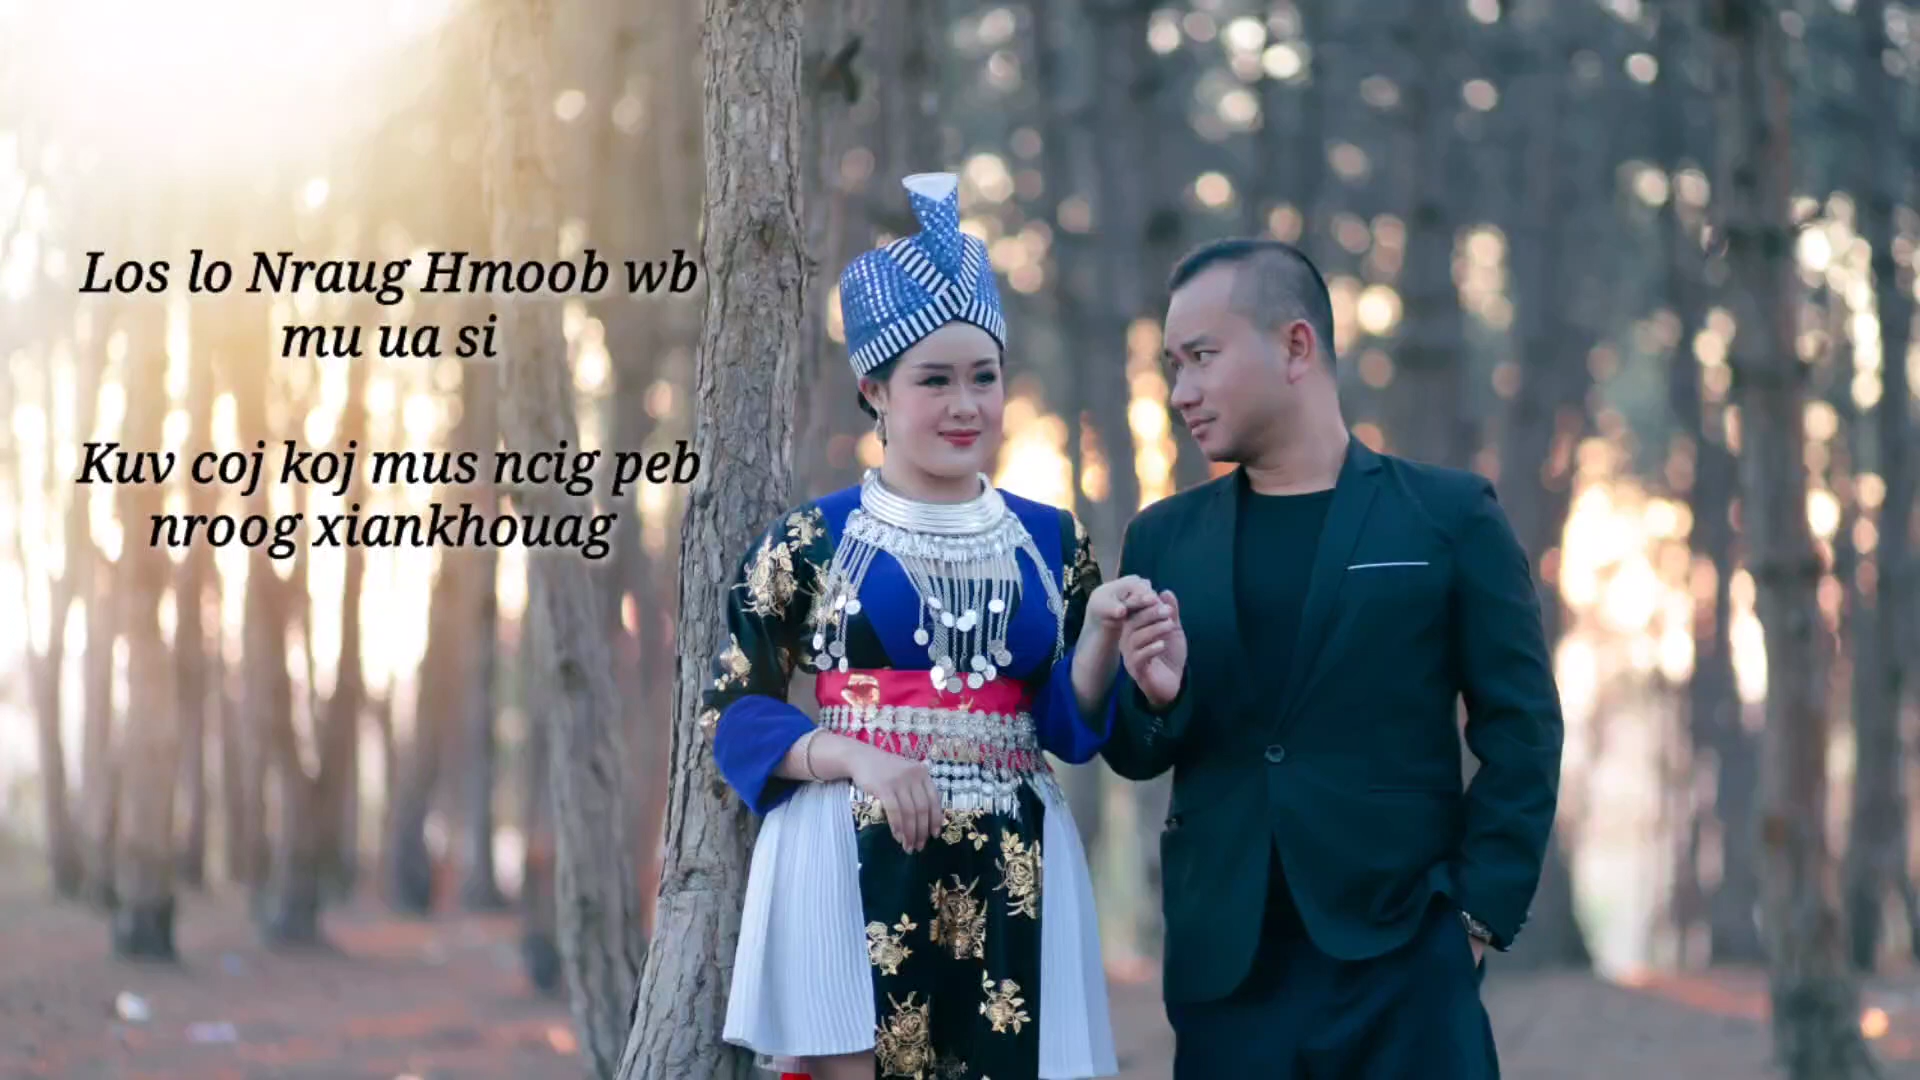 Los lo Nraug Hmoob wb
mu ua si
Kuv coj koj mus ncig peb
nroog xiankhouag